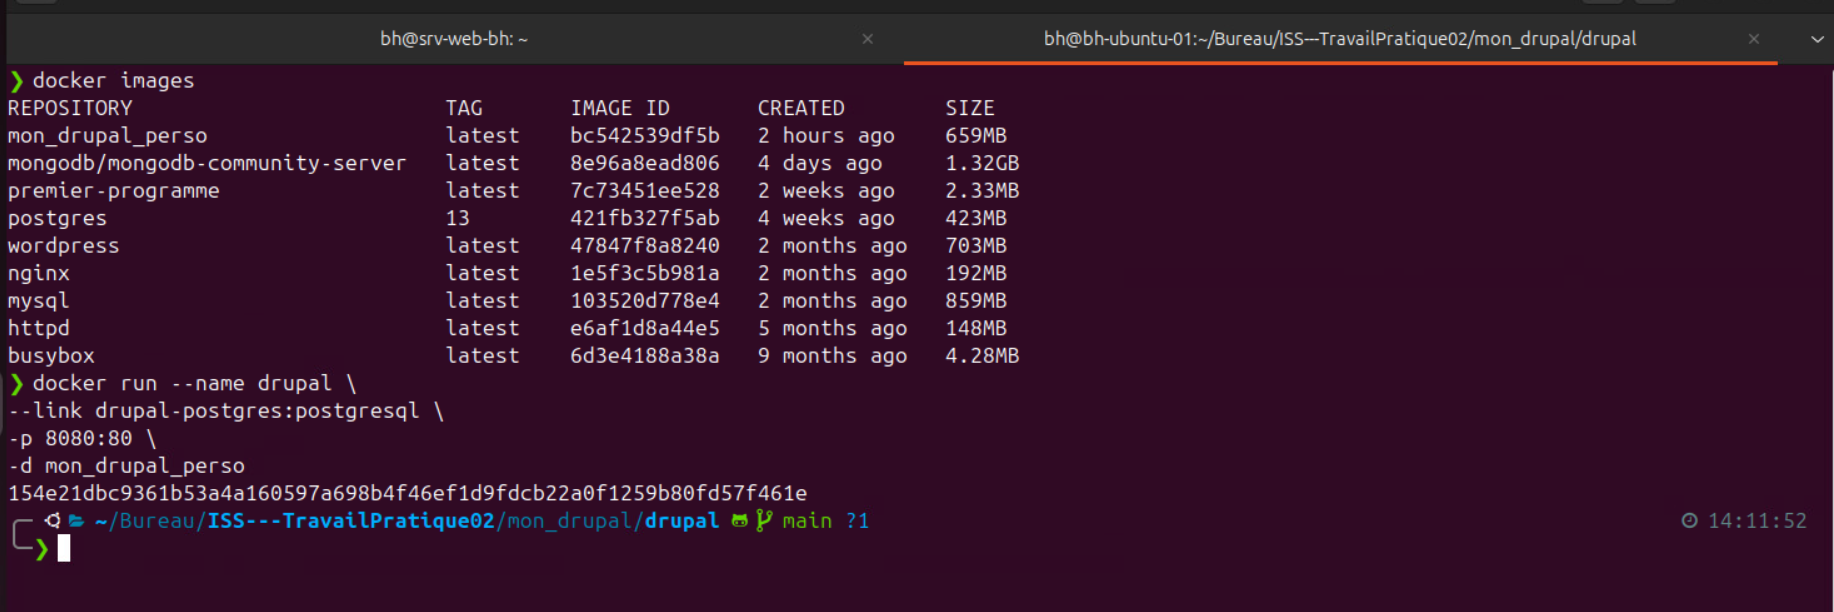 bh@srv-web-bh: ~
bh@bh-ubuntu-01:~/Bureau/ISS---TravailPratique02/mon_drupal/drupal
❯ docker images
REPOSITORY TAG IMAGE ID CREATED SIZE
mon_drupal_perso latest bc542539df5b 2 hours ago 659MB
mongodb/mongodb-community-server latest 8e96a8ead806 4 days ago 1.32GB
premier-programme latest 7c73451ee528 2 weeks ago 2.33MB
postgres 13 421fb327f5ab 4 weeks ago 423MB
wordpress latest 47847f8a8240 2 months ago 703MB
nginx latest 1e5f3c5b981a 2 months ago 192MB
mysql latest 103520d778e4 2 months ago 859MB
httpd latest e6af1d8a44e5 5 months ago 148MB
busybox latest 6d3e4188a38a 9 months ago 4.28MB
❯ docker run --name drupal \
--link drupal-postgres:postgresql \
-p 8080:80 \
-d mon_drupal_perso
154e21dbc9361b53a4a160597a698b4f46ef1d9fdcb22a0f1259b80fd57f461e
~/Bureau/ISS---TravailPratique02/mon_drupal/drupal main ?1 14:11:52
❯